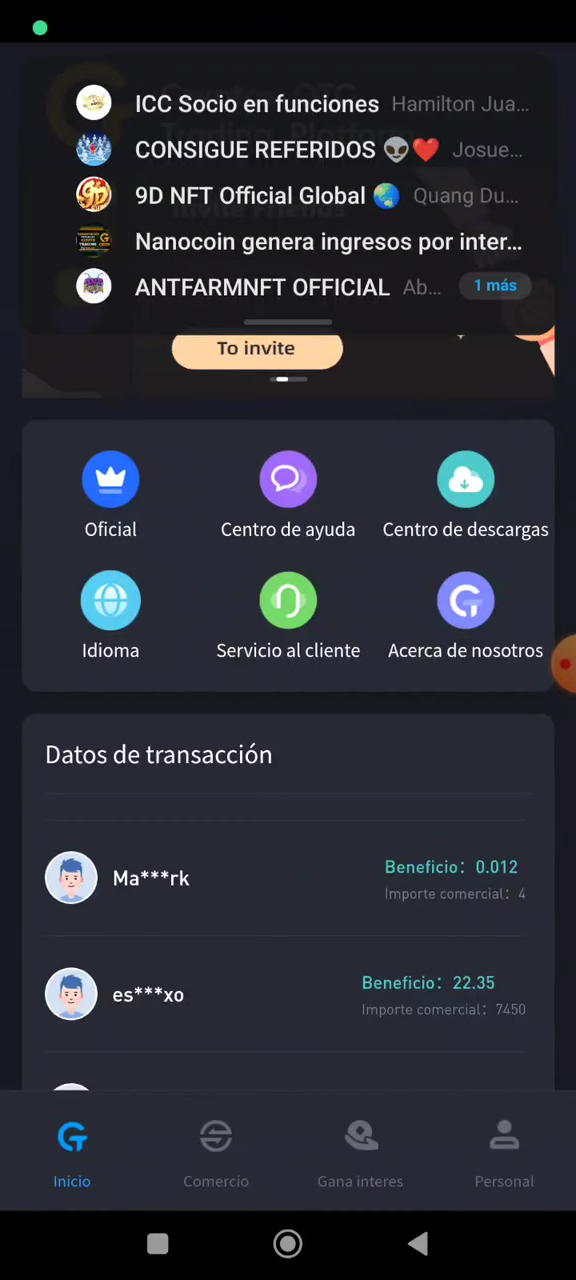 ICC Socio en funciones Hamilton Jua...
CONSIGUE REFERIDOS 👽❤️ Josue...
9D NFT Official Global 🌏 Quang Du...
Nanocoin genera ingresos por inter...
ANTFARMNFT OFFICIAL Ab... 1 más
To invite
Oficial
Centro de ayuda
Centro de descargas
Idioma
Servicio al cliente
Acerca de nosotros
Datos de transacción
Ma***rk
Beneficio: 0.012
Importe comercial: 4
es***xo
Beneficio: 22.35
Importe comercial: 7450
Inicio
Comercio
Gana interes
Personal